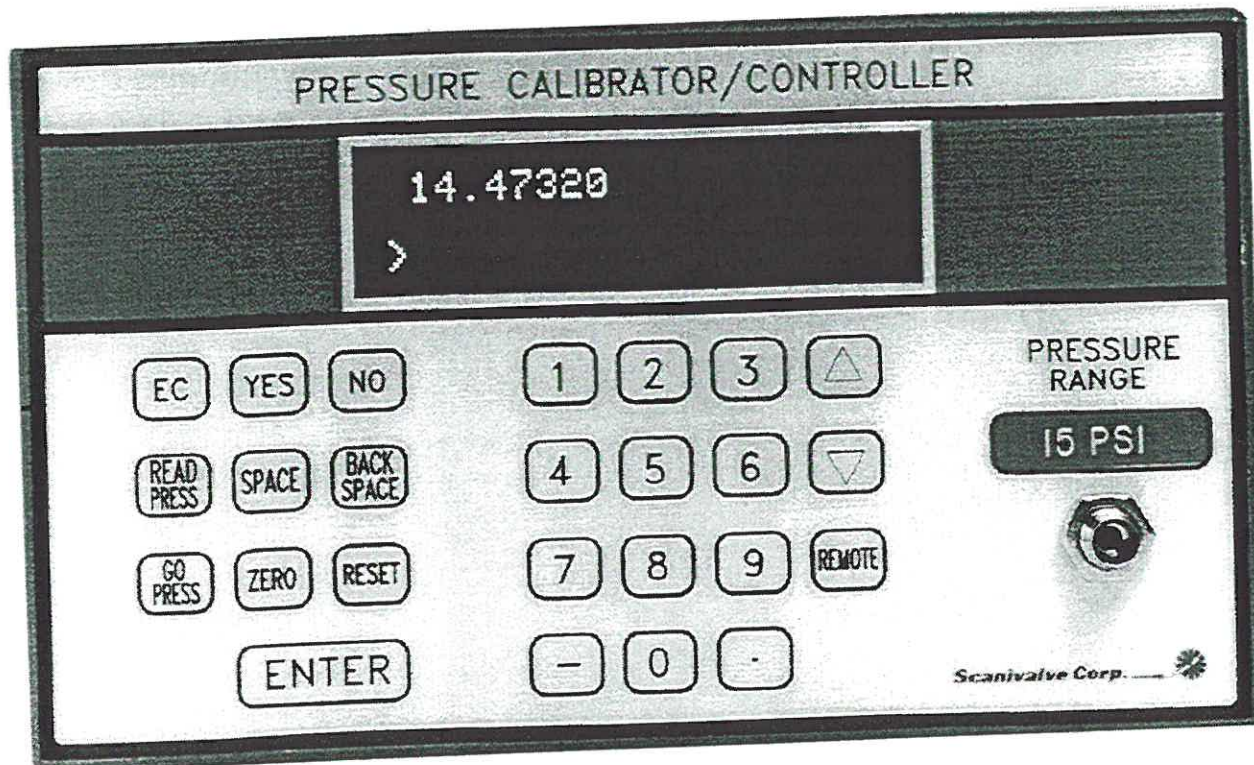 PRESSURE CALIBRATOR/CONTROLLER
14.47320
>
EC YES NO 1 2 3 △
PRESSURE
RANGE
15 PSI
READ
PRESS
SPACE
BACK
SPACE
4 5 6 ▽
GO
PRESS
ZERO RESET 7 8 9 REMOTE
ENTER - 0 .
Scanivalve Corp.